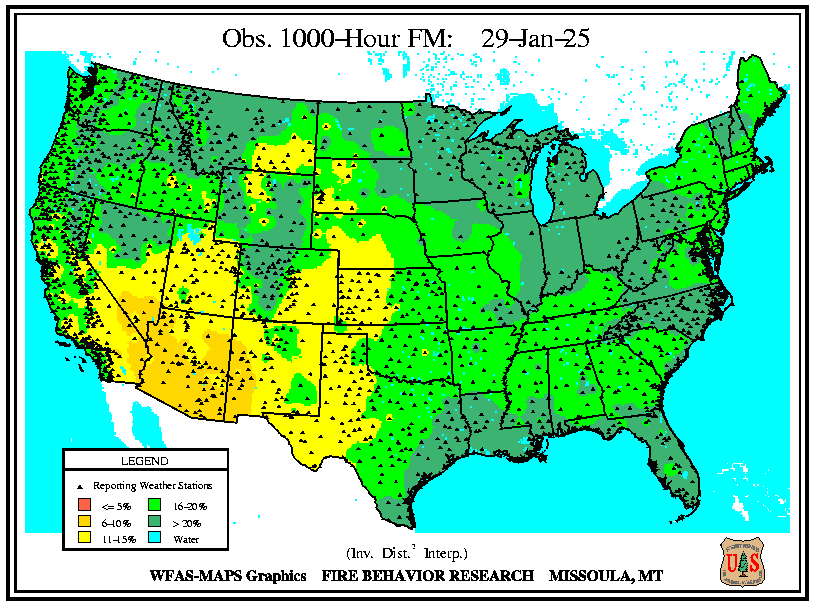 Obs. 1000-Hour FM: 29-Jan-25
LEGEND
Reporting Weather Stations
<= 5% 16-20%
6-10% > 20%
11-15% Water
(Inv. Dist.² Interp.)
WFAS-MAPS Graphics FIRE BEHAVIOR RESEARCH MISSOULA, MT
U S